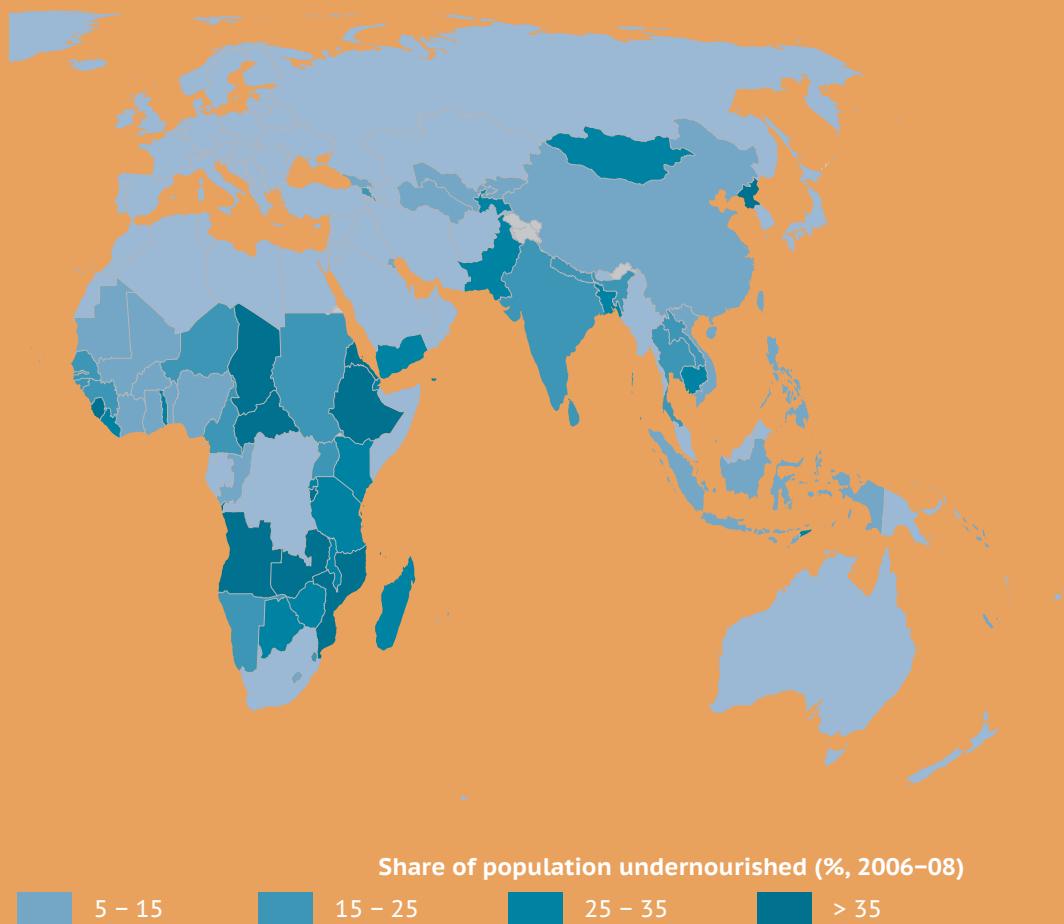 Share of population undernourished (%, 2006–08)
5 – 15 15 – 25 25 – 35 > 35